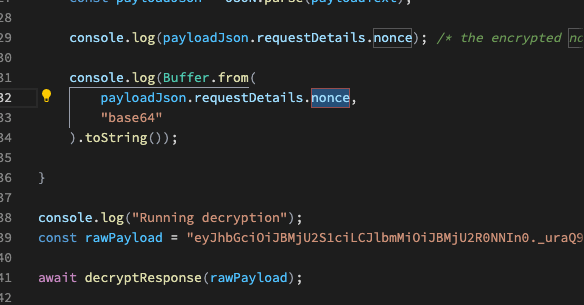 27 const payloadJson = JSON.parse(payloadText);
28
29 console.log(payloadJson.requestDetails.nonce); /* the encrypted
30
31 console.log(Buffer.from(
32 payloadJson.requestDetails.nonce,
33 "base64"
34 ).toString());
35
36 }
37
38 console.log("Running decryption");
39 const rawPayload = "eyJhbGciOiJBMjU2S1ciLCJlbmMiOiJBMjU2R0NNIn0._uraQ9
40
41 await decryptResponse(rawPayload);
42